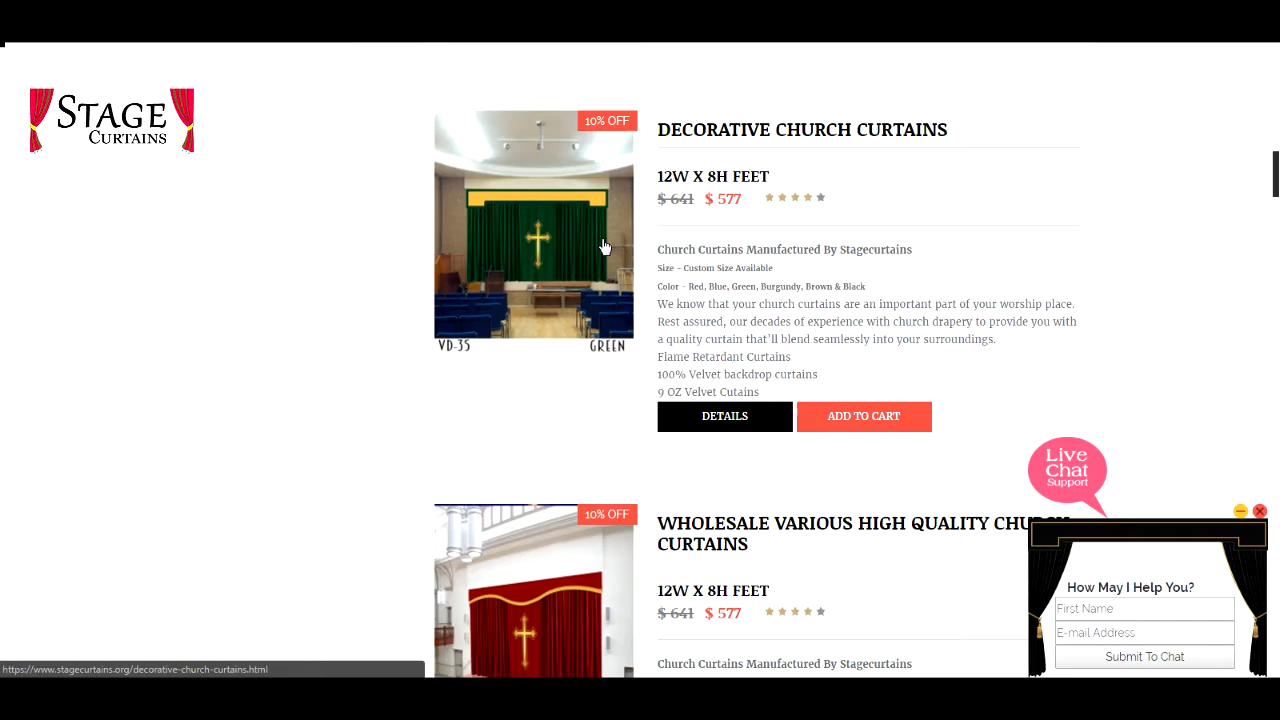 STAGE
CURTAINS
10% OFF
VD-35 GREEN
DECORATIVE CHURCH CURTAINS
12W X 8H FEET
$ 641 $ 577
Church Curtains Manufactured By Stagecurtains
Size - Custom Size Available
Color - Red, Blue, Green, Burgundy, Brown & Black
We know that your church curtains are an important part of your worship place.
Rest assured, our decades of experience with church drapery to provide you with
a quality curtain that'll blend seamlessly into your surroundings.
Flame Retardant Curtains
100% Velvet backdrop curtains
9 OZ Velvet Cutains
DETAILS ADD TO CART
10% OFF
WHOLESALE VARIOUS HIGH QUALITY CHURCH
CURTAINS
12W X 8H FEET
$ 641 $ 577
Church Curtains Manufactured By Stagecurtains
Live
Chat
Support
How May I Help You?
First Name
E-mail Address
Submit To Chat
https://www.stagecurtains.org/decorative-church-curtains.html